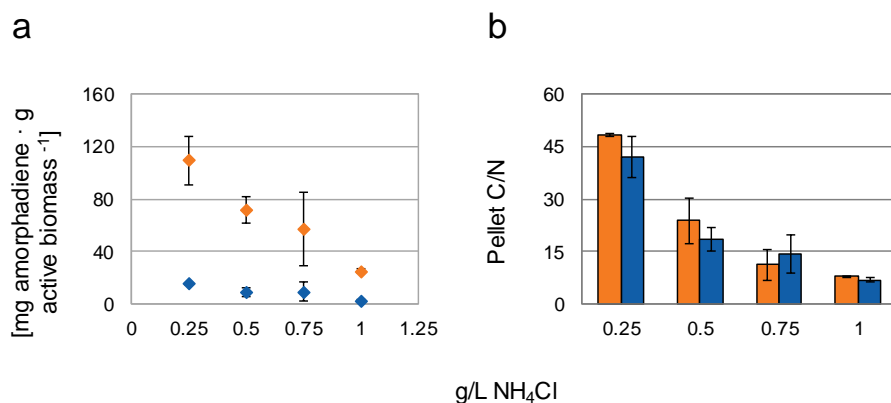 a
[mg amorphadiene · g
active biomass -1]
160
120
80
40
0
0 0.25 0.5 0.75 1 1.25
b
Pellet C/N
60
45
30
15
0
0.25 0.5 0.75 1
g/L NH₄Cl